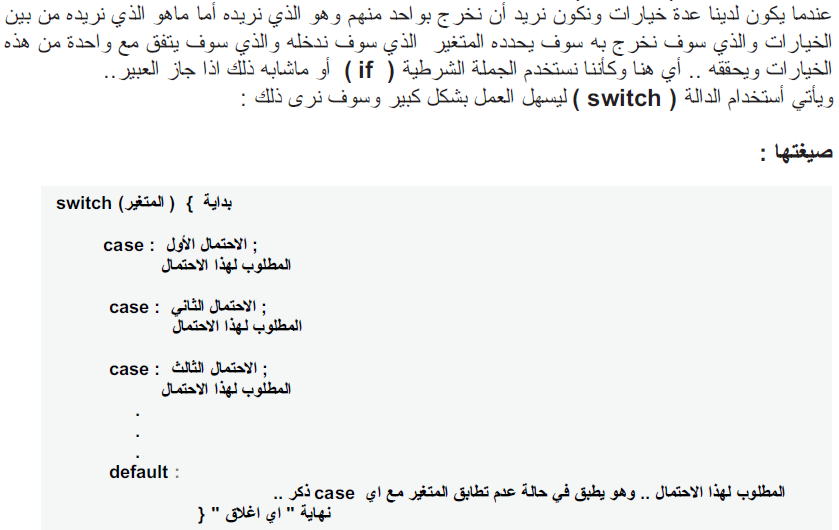 عندما يكون لدينا عدة خيارات ونكون نريد أن نخرج بواحد منهم وهو الذي نريده أما ماهو الذي نريده من بين
الخيارات والذي سوف نخرج به سوف يحدده المتغير الذي سوف ندخله والذي سوف يتفق مع واحدة من هذه
الخيارات ويحققه .. أي هنا وكأننا نستخدم الجملة الشرطية ( if ) أو ماشابه ذلك اذا جاز العبير ..
ويأتي أستخدام الدالة ( switch ) ليسهل العمل بشكل كبير وسوف نرى ذلك :
صيغتها :
switch (المتغير ) { بداية
case : الاحتمال الأول ;
المطلوب لهذا الاحتمال
case : الاحتمال الثاني ;
المطلوب لهذا الاحتمال
case : الاحتمال الثالث ;
المطلوب لهذا الاحتمال
.
.
.
default :
المطلوب لهذا الاحتمال .. وهو يطبق في حالة عدم تطابق المتغير مع اي case ذكر ..
نهاية " اي اغلاق " }